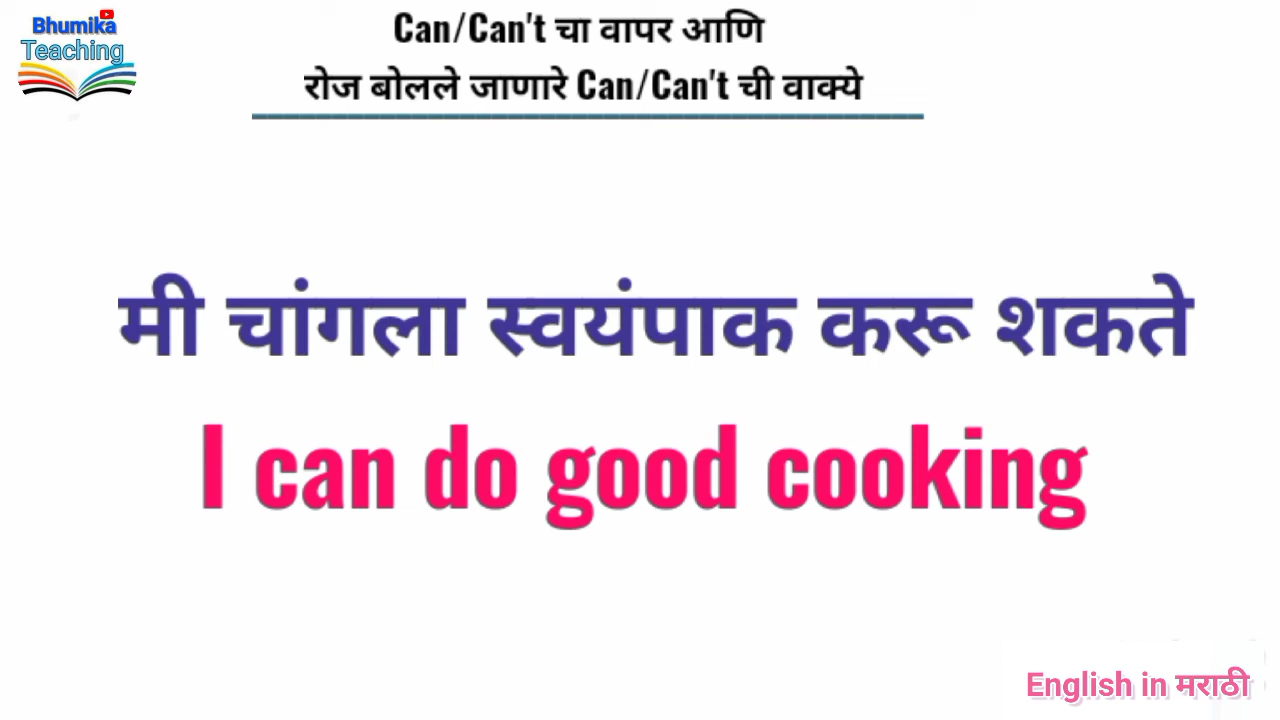 Bhumika
Teaching
Can/Can't चा वापर आणि
रोज बोलले जाणारे Can/Can't ची वाक्ये
मी चांगला स्वयंपाक करू शकते
I can do good cooking
English in मराठी